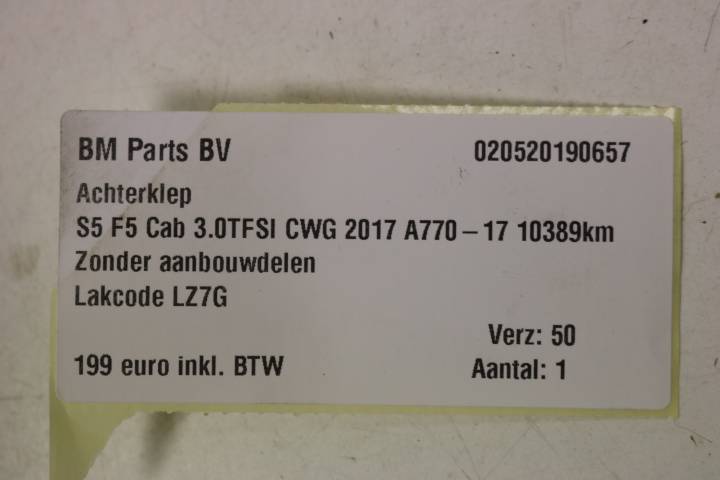 BM Parts BV 020520190657
Achterklep
S5 F5 Cab 3.0TFSI CWG 2017 A770-17 10389km
Zonder aanbouwdelen
Lakcode LZ7G
Verz: 50
199 euro inkl. BTW Aantal: 1